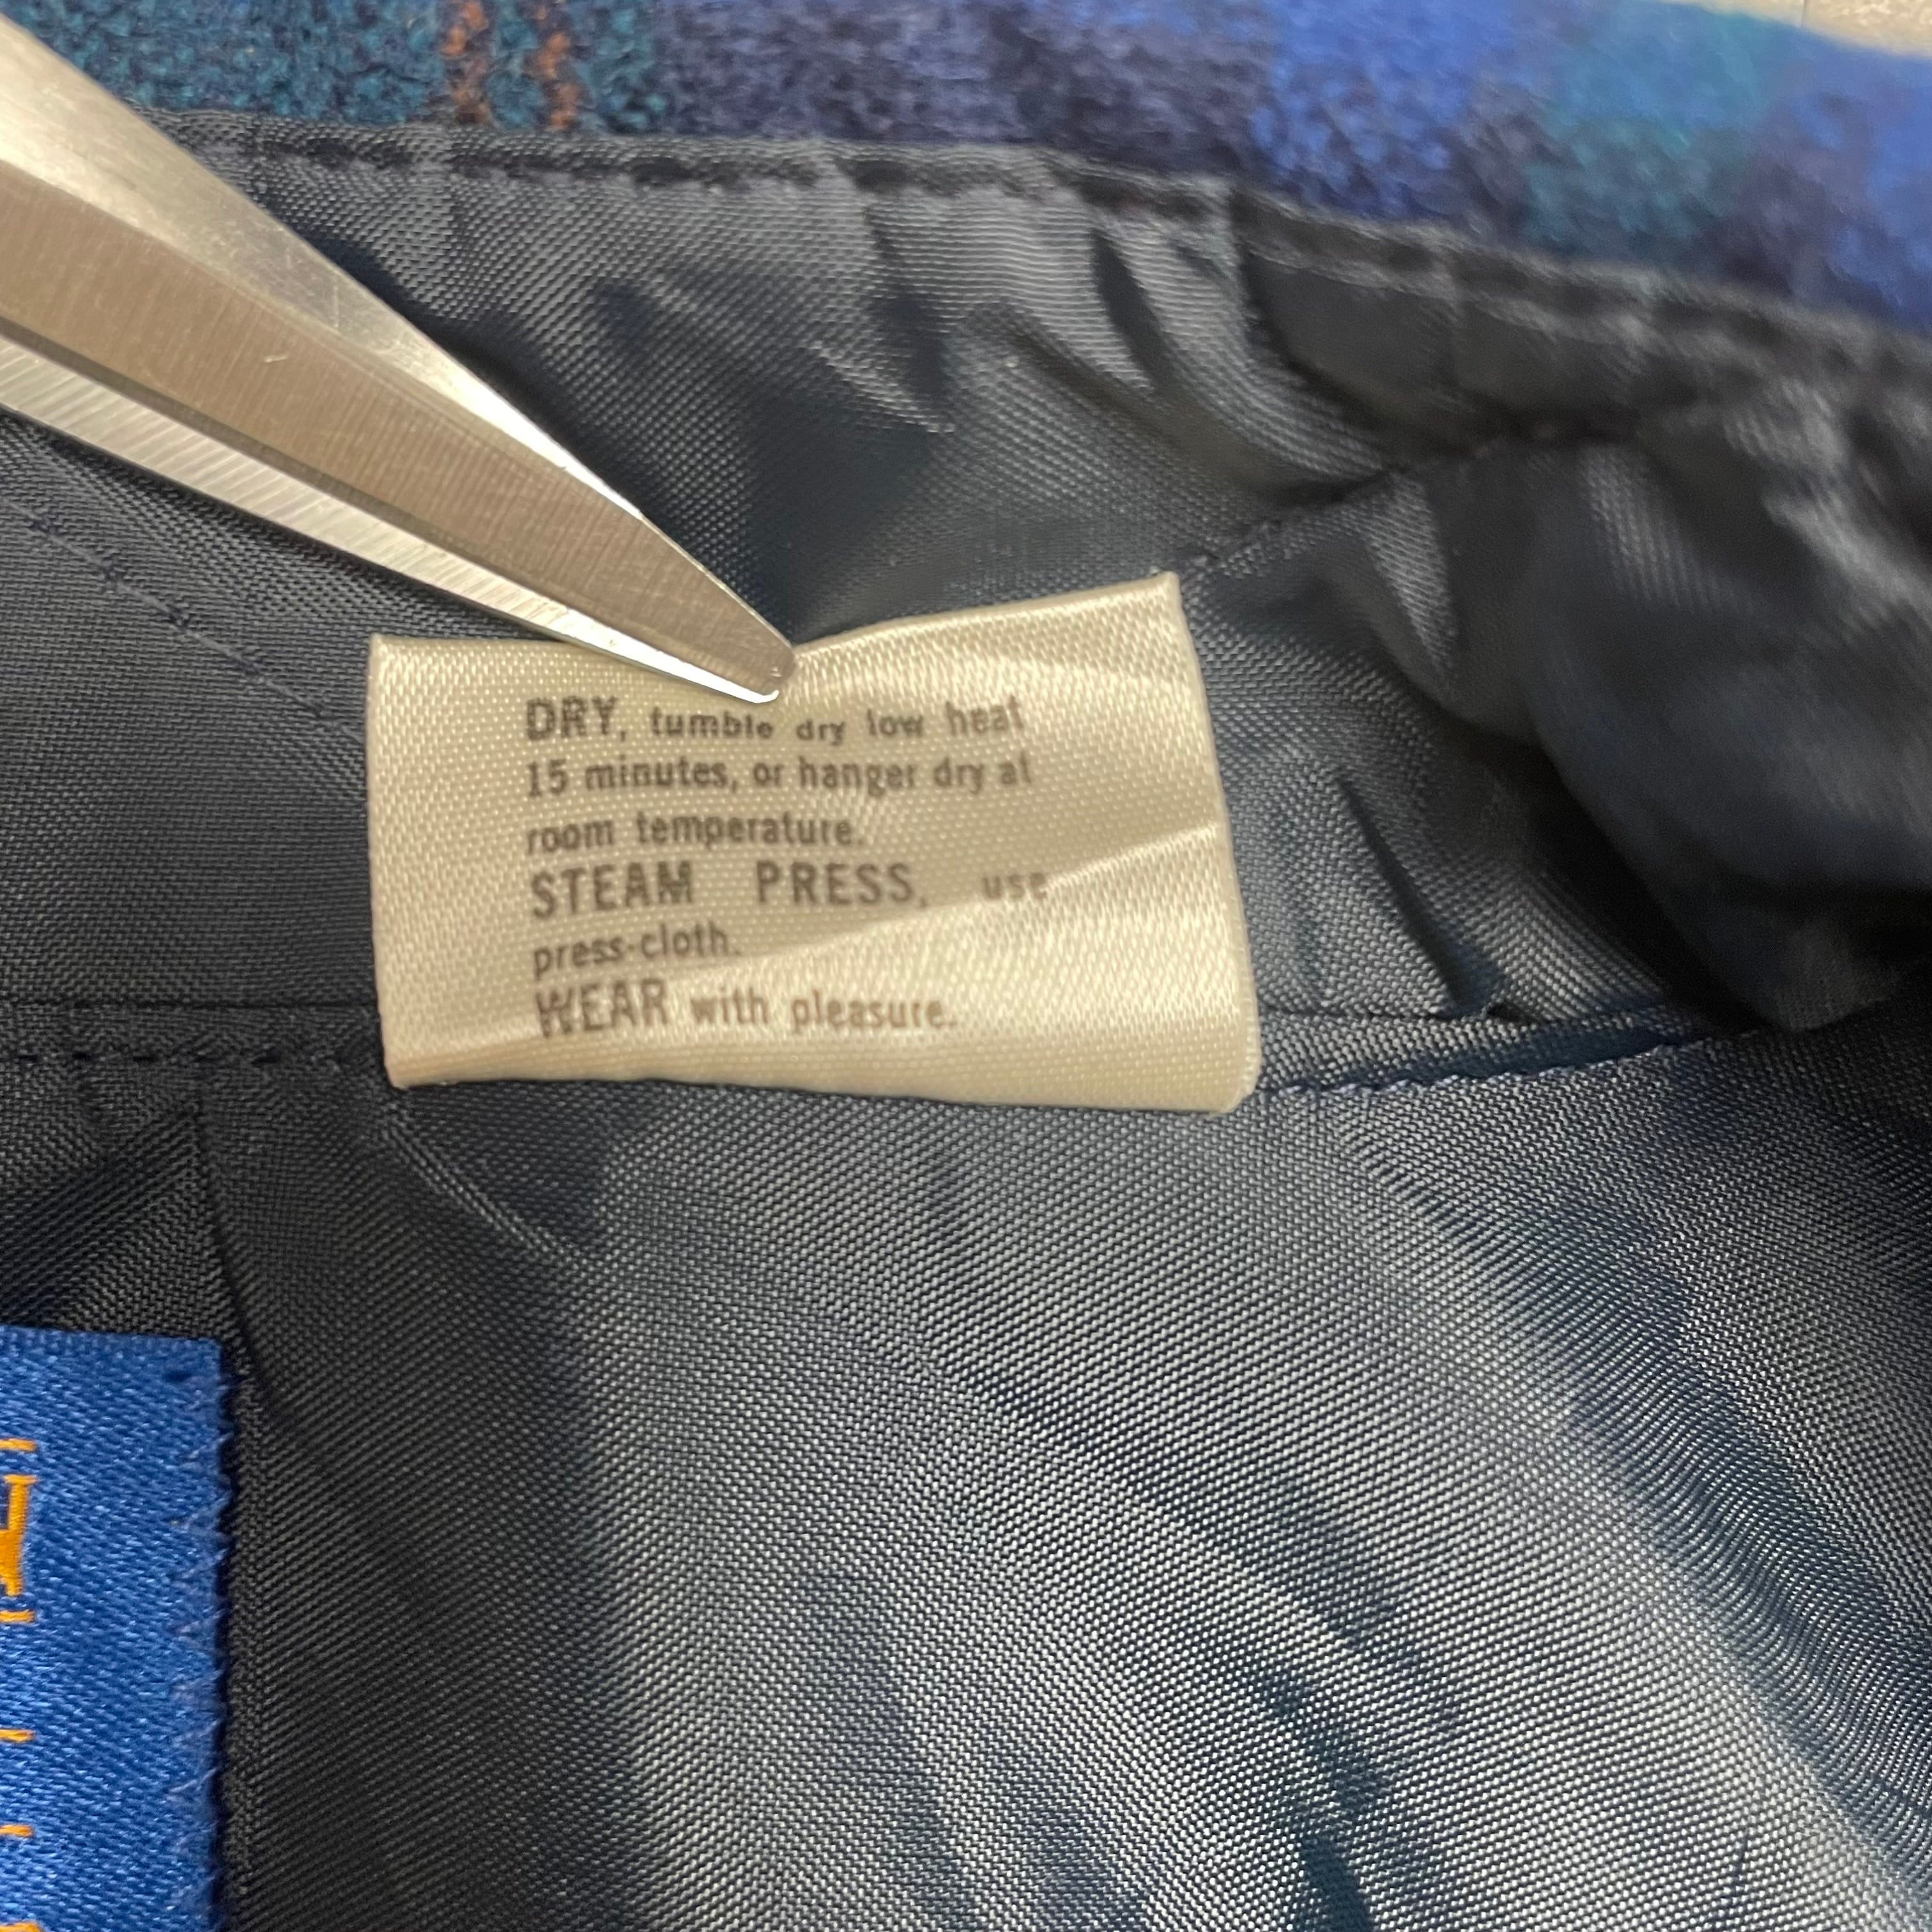 DRY, tumble dry low heat
15 minutes, or hanger dry at
room temperature.
STEAM PRESS, use
press-cloth.
WEAR with pleasure.